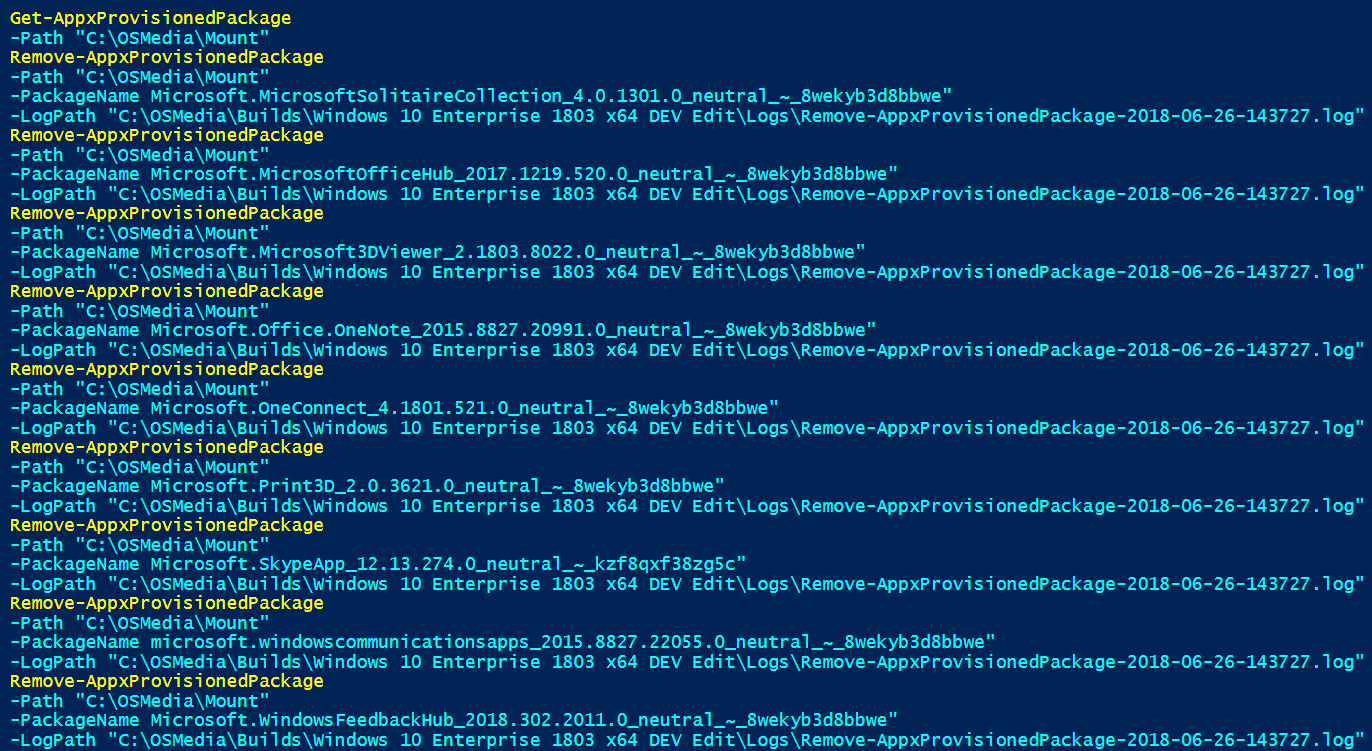 Get-AppxProvisionedPackage
-Path "C:\OSMedia\Mount"
Remove-AppxProvisionedPackage
-Path "C:\OSMedia\Mount"
-PackageName Microsoft.MicrosoftSolitaireCollection_4.0.1301.0_neutral_~_8wekyb3d8bbwe"
-LogPath "C:\OSMedia\Builds\Windows 10 Enterprise 1803 x64 DEV Edit\Logs\Remove-AppxProvisionedPackage-2018-06-26-143727.log"
Remove-AppxProvisionedPackage
-Path "C:\OSMedia\Mount"
-PackageName Microsoft.MicrosoftOfficeHub_2017.1219.520.0_neutral_~_8wekyb3d8bbwe"
-LogPath "C:\OSMedia\Builds\Windows 10 Enterprise 1803 x64 DEV Edit\Logs\Remove-AppxProvisionedPackage-2018-06-26-143727.log"
Remove-AppxProvisionedPackage
-Path "C:\OSMedia\Mount"
-PackageName Microsoft.Microsoft3DViewer_2.1803.8022.0_neutral_~_8wekyb3d8bbwe"
-LogPath "C:\OSMedia\Builds\Windows 10 Enterprise 1803 x64 DEV Edit\Logs\Remove-AppxProvisionedPackage-2018-06-26-143727.log"
Remove-AppxProvisionedPackage
-Path "C:\OSMedia\Mount"
-PackageName Microsoft.Office.OneNote_2015.8827.20991.0_neutral_~_8wekyb3d8bbwe"
-LogPath "C:\OSMedia\Builds\Windows 10 Enterprise 1803 x64 DEV Edit\Logs\Remove-AppxProvisionedPackage-2018-06-26-143727.log"
Remove-AppxProvisionedPackage
-Path "C:\OSMedia\Mount"
-PackageName Microsoft.OneConnect_4.1801.521.0_neutral_~_8wekyb3d8bbwe"
-LogPath "C:\OSMedia\Builds\Windows 10 Enterprise 1803 x64 DEV Edit\Logs\Remove-AppxProvisionedPackage-2018-06-26-143727.log"
Remove-AppxProvisionedPackage
-Path "C:\OSMedia\Mount"
-PackageName Microsoft.Print3D_2.0.3621.0_neutral_~_8wekyb3d8bbwe"
-LogPath "C:\OSMedia\Builds\Windows 10 Enterprise 1803 x64 DEV Edit\Logs\Remove-AppxProvisionedPackage-2018-06-26-143727.log"
Remove-AppxProvisionedPackage
-Path "C:\OSMedia\Mount"
-PackageName Microsoft.SkypeApp_12.13.274.0_neutral_~_kzf8qxf38zg5c"
-LogPath "C:\OSMedia\Builds\Windows 10 Enterprise 1803 x64 DEV Edit\Logs\Remove-AppxProvisionedPackage-2018-06-26-143727.log"
Remove-AppxProvisionedPackage
-Path "C:\OSMedia\Mount"
-PackageName microsoft.windowscommunicationsapps_2015.8827.22055.0_neutral_~_8wekyb3d8bbwe"
-LogPath "C:\OSMedia\Builds\Windows 10 Enterprise 1803 x64 DEV Edit\Logs\Remove-AppxProvisionedPackage-2018-06-26-143727.log"
Remove-AppxProvisionedPackage
-Path "C:\OSMedia\Mount"
-PackageName Microsoft.WindowsFeedbackHub_2018.302.2011.0_neutral_~_8wekyb3d8bbwe"
-LogPath "C:\OSMedia\Builds\Windows 10 Enterprise 1803 x64 DEV Edit\Logs\Remove-AppxProvisionedPackage-2018-06-26-143727.log"